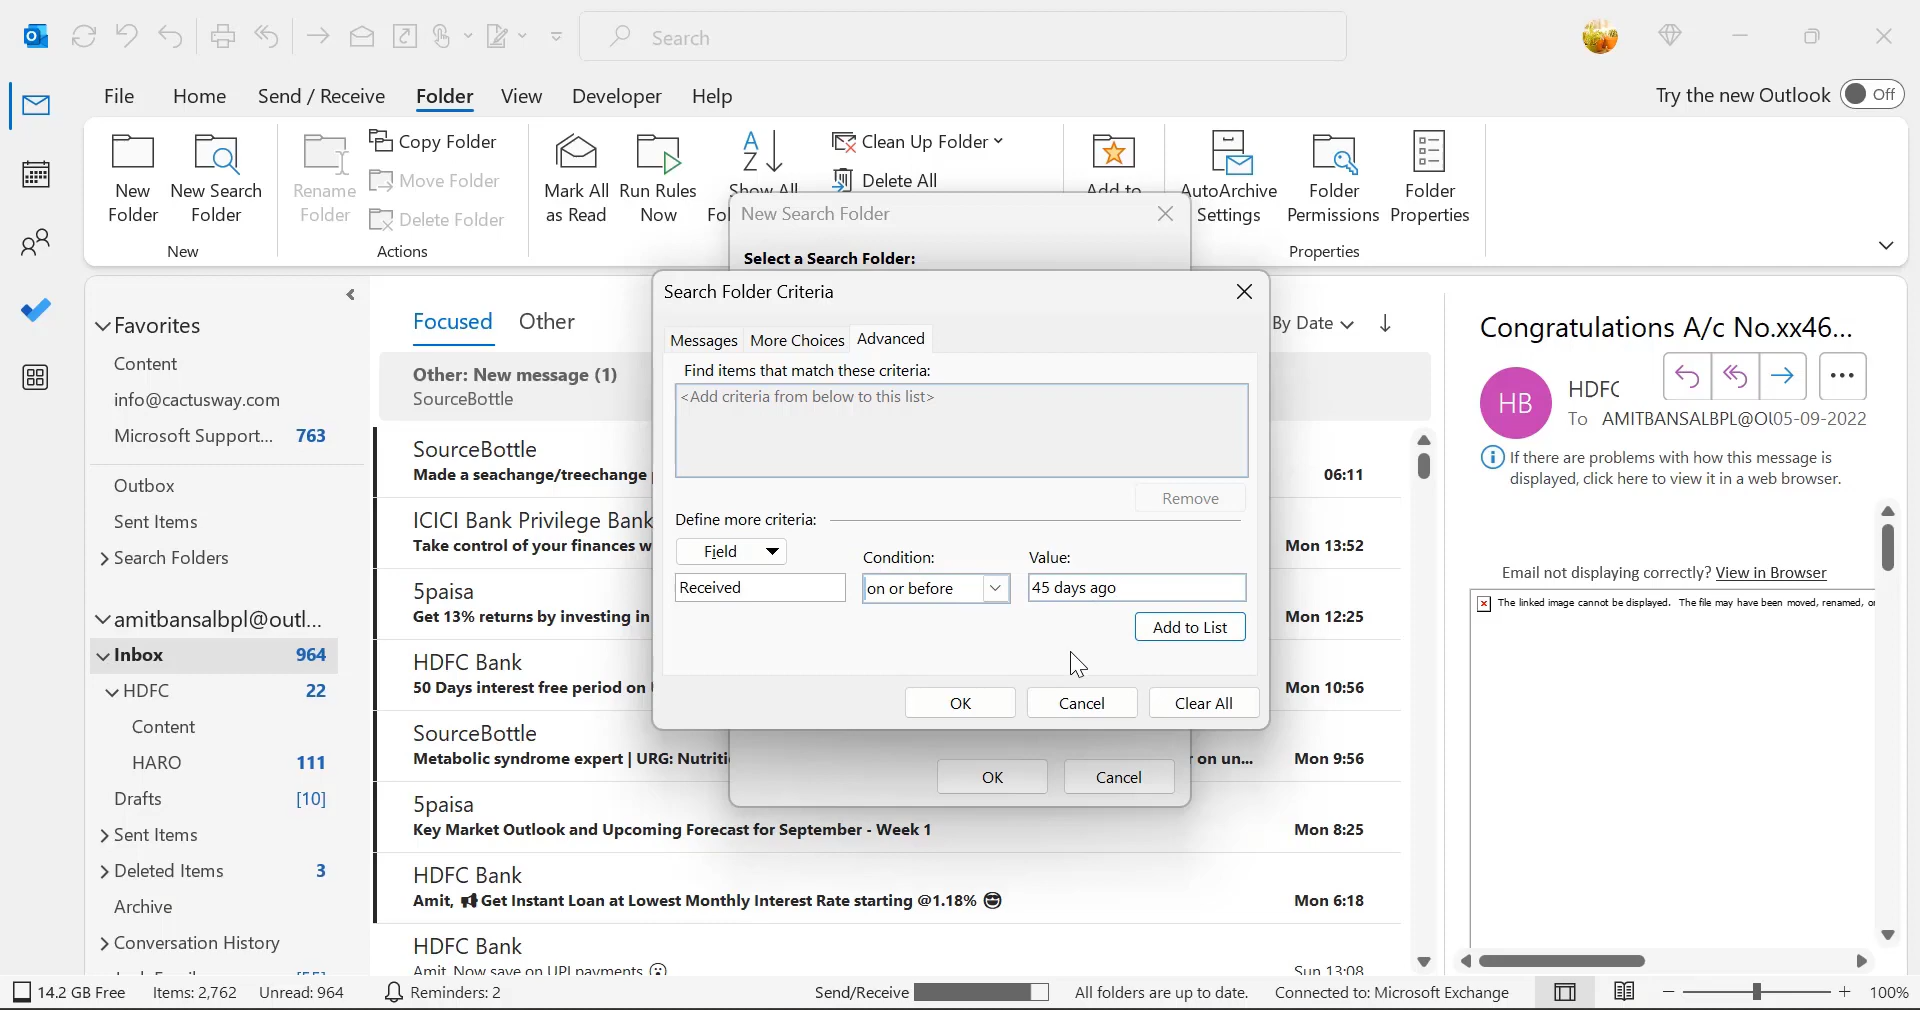 Search
File Home Send / Receive Folder View Developer Help
Try the new Outlook Off
New Folder
New Search Folder
New
Rename Folder
Copy Folder
Move Folder
Delete Folder
Actions
Mark All as Read
Run Rules Now
Show All
Clean Up Folder
Delete All
Add to
AutoArchive Settings
Folder Permissions
Folder Properties
Properties
New Search Folder
Select a Search Folder:
Search Folder Criteria
Messages More Choices Advanced
Find items that match these criteria:
<Add criteria from below to this list>
Remove
Define more criteria:
Field
Condition:
Value:
Received
on or before
45 days ago
Add to List
OK Cancel Clear All
OK Cancel
Favorites
Content
info@cactusway.com
Microsoft Support... 763
Outbox
Sent Items
Search Folders
amitbansalbpl@outl...
Inbox 964
HDFC 22
Content
HARO 111
Drafts [10]
Sent Items
Deleted Items 3
Archive
Conversation History
Focused Other
By Date
Other: New message (1)
SourceBottle
SourceBottle
Made a seachange/treechange
06:11
ICICI Bank Privilege Bank
Take control of your finances w
Mon 13:52
5paisa
Get 13% returns by investing in
Mon 12:25
HDFC Bank
50 Days interest free period on
Mon 10:56
SourceBottle
Metabolic syndrome expert | URG: Nutriti
on un... Mon 9:56
5paisa
Key Market Outlook and Upcoming Forecast for September - Week 1 Mon 8:25
HDFC Bank
Amit, 📢 Get Instant Loan at Lowest Monthly Interest Rate starting @1.18% 😎 Mon 6:18
HDFC Bank
Amit, Now save on UPI payments Sun 13:08
Congratulations A/c No.xx46...
HB
HDFC
To AMITBANSALBPL@O
05-09-2022
If there are problems with how this message is
displayed, click here to view it in a web browser.
Email not displaying correctly? View in Browser
The linked image cannot be displayed. The file may have been moved, renamed, o
14.2 GB Free Items: 2,762 Unread: 964 Reminders: 2 Send/Receive All folders are up to date. Connected to: Microsoft Exchange 100%